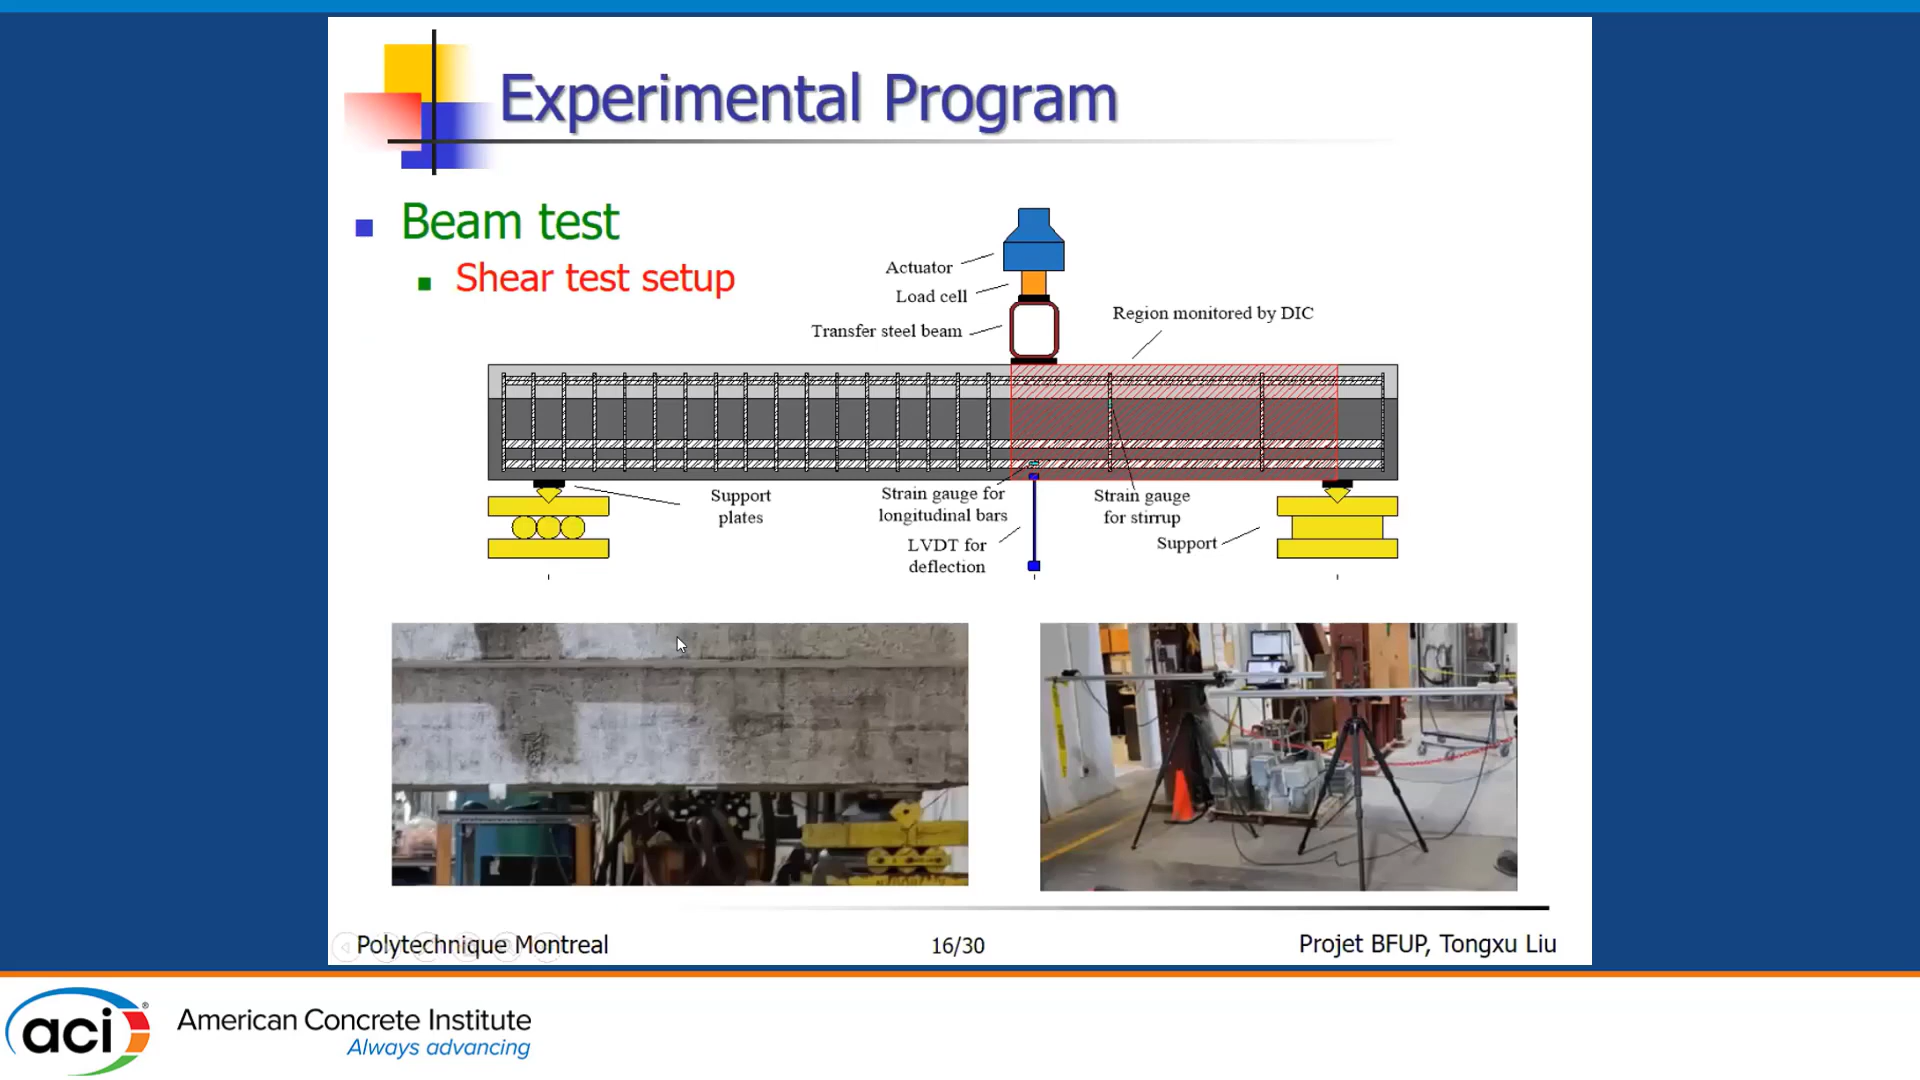 Experimental Program
Beam test
Shear test setup
Actuator
Load cell
Transfer steel beam
Region monitored by DIC
Support
plates
Strain gauge for
longitudinal bars
LVDT for
deflection
Strain gauge
for stirrup
Support
Polytechnique Montreal
16/30
Projet BFUP, Tongxu Liu
aci
®
American Concrete Institute
Always advancing